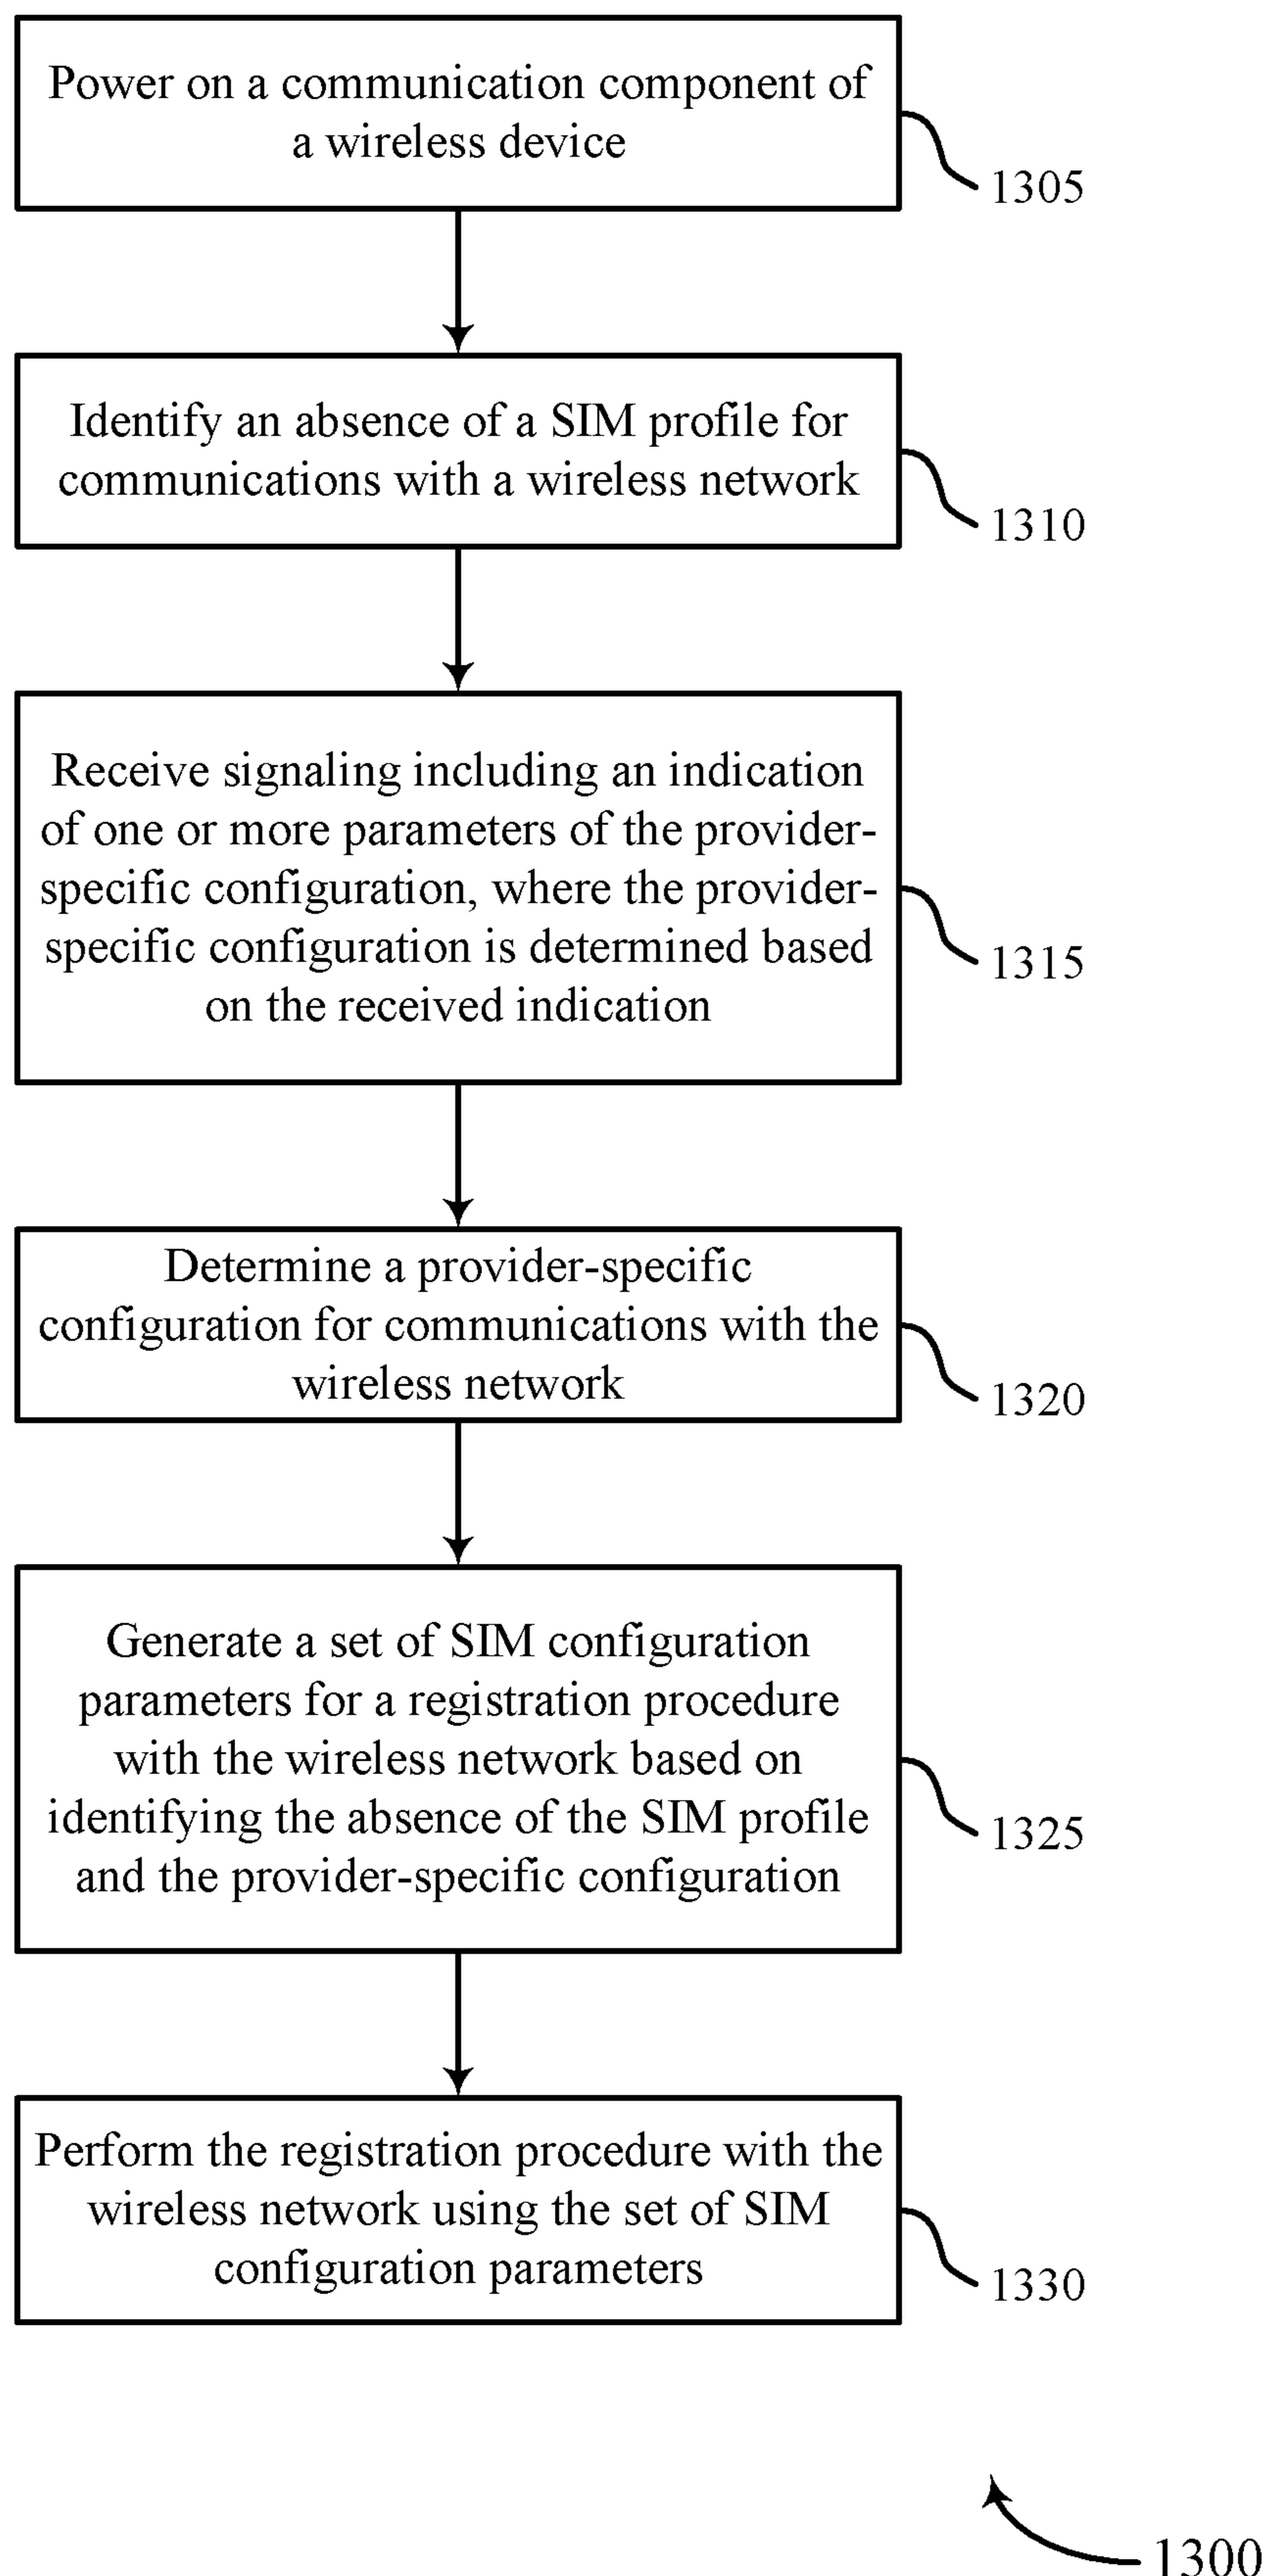 Power on a communication component of
a wireless device
1305
Identify an absence of a SIM profile for
communications with a wireless network
1310
Receive signaling including an indication
of one or more parameters of the provider-
specific configuration, where the provider-
specific configuration is determined based
on the received indication
1315
Determine a provider-specific
configuration for communications with the
wireless network
1320
Generate a set of SIM configuration
parameters for a registration procedure
with the wireless network based on
identifying the absence of the SIM profile
and the provider-specific configuration
1325
Perform the registration procedure with the
wireless network using the set of SIM
configuration parameters
1330
1300